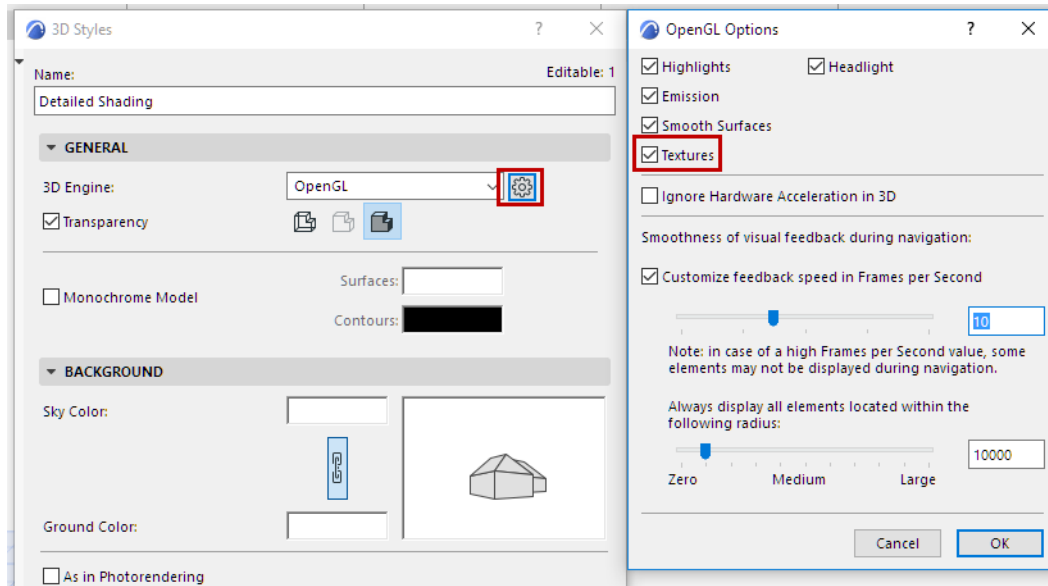 3D Styles
Name:
Editable: 1
Detailed Shading
GENERAL
3D Engine:
OpenGL
Transparency
Monochrome Model
Surfaces:
Contours:
BACKGROUND
Sky Color:
Ground Color:
As in Photorendering
OpenGL Options
Highlights
Headlight
Emission
Smooth Surfaces
Textures
Ignore Hardware Acceleration in 3D
Smoothness of visual feedback during navigation:
Customize feedback speed in Frames per Second
10
Note: in case of a high Frames per Second value, some
elements may not be displayed during navigation.
Always display all elements located within the
following radius:
10000
Zero Medium Large
Cancel OK